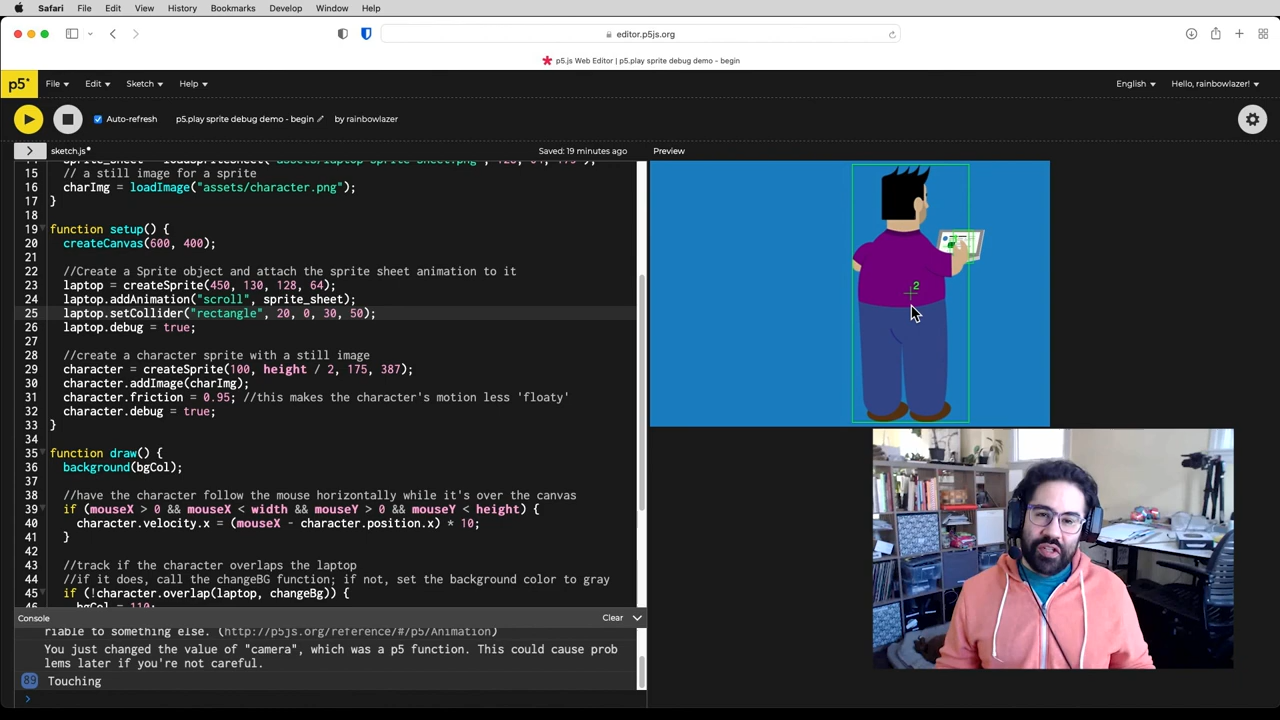 Safari File Edit View History Bookmarks Develop Window Help
editor.p5js.org
p5.js Web Editor | p5.play sprite debug demo - begin
p5* File Edit Sketch Help English Hello, rainbowlazer!
Auto-refresh p5.play sprite debug demo - begin by rainbowlazer
sketch.js Saved: 19 minutes ago Preview
15 // a still image for a sprite
16 charImg = loadImage("assets/character.png");
17 }
18
19 function setup() {
20 createCanvas(600, 400);
21
22 //Create a Sprite object and attach the sprite sheet animation to it
23 laptop = createSprite(450, 130, 128, 64);
24 laptop.addAnimation("scroll", sprite_sheet);
25 laptop.setCollider("rectangle", 20, 0, 30, 50);
26 laptop.debug = true;
27
28 //create a character sprite with a still image
29 character = createSprite(100, height / 2, 175, 387);
30 character.addImage(charImg);
31 character.friction = 0.95; //this makes the character's motion less 'floaty'
32 character.debug = true;
33 }
34
35 function draw() {
36 background(bgCol);
37
38 //have the character follow the mouse horizontally while it's over the canvas
39 if (mouseX > 0 && mouseX < width && mouseY > 0 && mouseY < height) {
40 character.velocity.x = (mouseX - character.position.x) * 10;
41 }
42
43 //track if the character overlaps the laptop
44 //if it does, call the changeBG function; if not, set the background color to gray
45 if (!character.overlap(laptop, changeBg)) {
2
Console Clear
riable to something else. (http://p5js.org/reference/#/p5/Animation)
You just changed the value of "camera", which was a p5 function. This could cause prob
lems later if you're not careful.
89 Touching
>